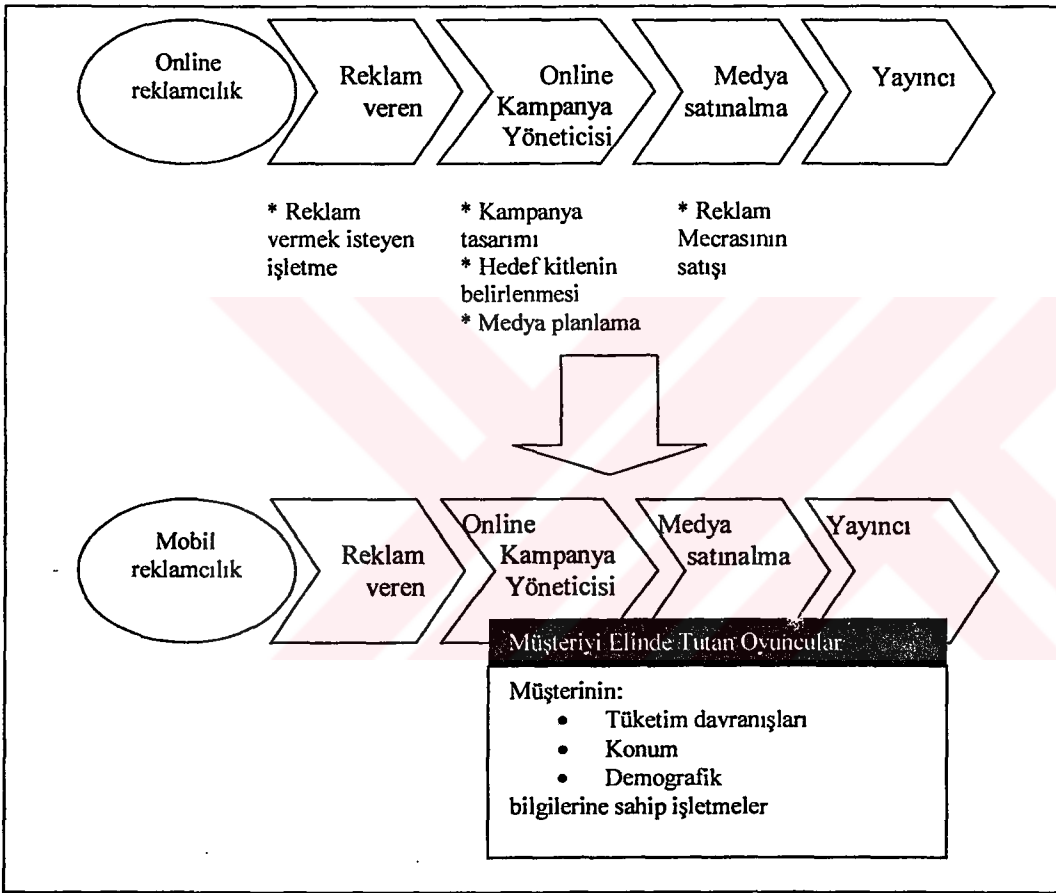 Online
reklamcılık
Reklam
veren
Online
Kampanya
Yöneticisi
Medya
satınalma
Yayıncı
* Reklam
vermek isteyen
işletme
* Kampanya
tasarımı
* Hedef kitlenin
belirlenmesi
* Medya planlama
* Reklam
Mecrasının
satışı
Mobil
reklamcılık
Reklam
veren
Online
Kampanya
Yöneticisi
Medya
satınalma
Yayıncı
Müşteriyi Elinde Tutan Oyuncular
Müşterinin:
• Tüketim davranışları
• Konum
• Demografik
bilgilerine sahip işletmeler